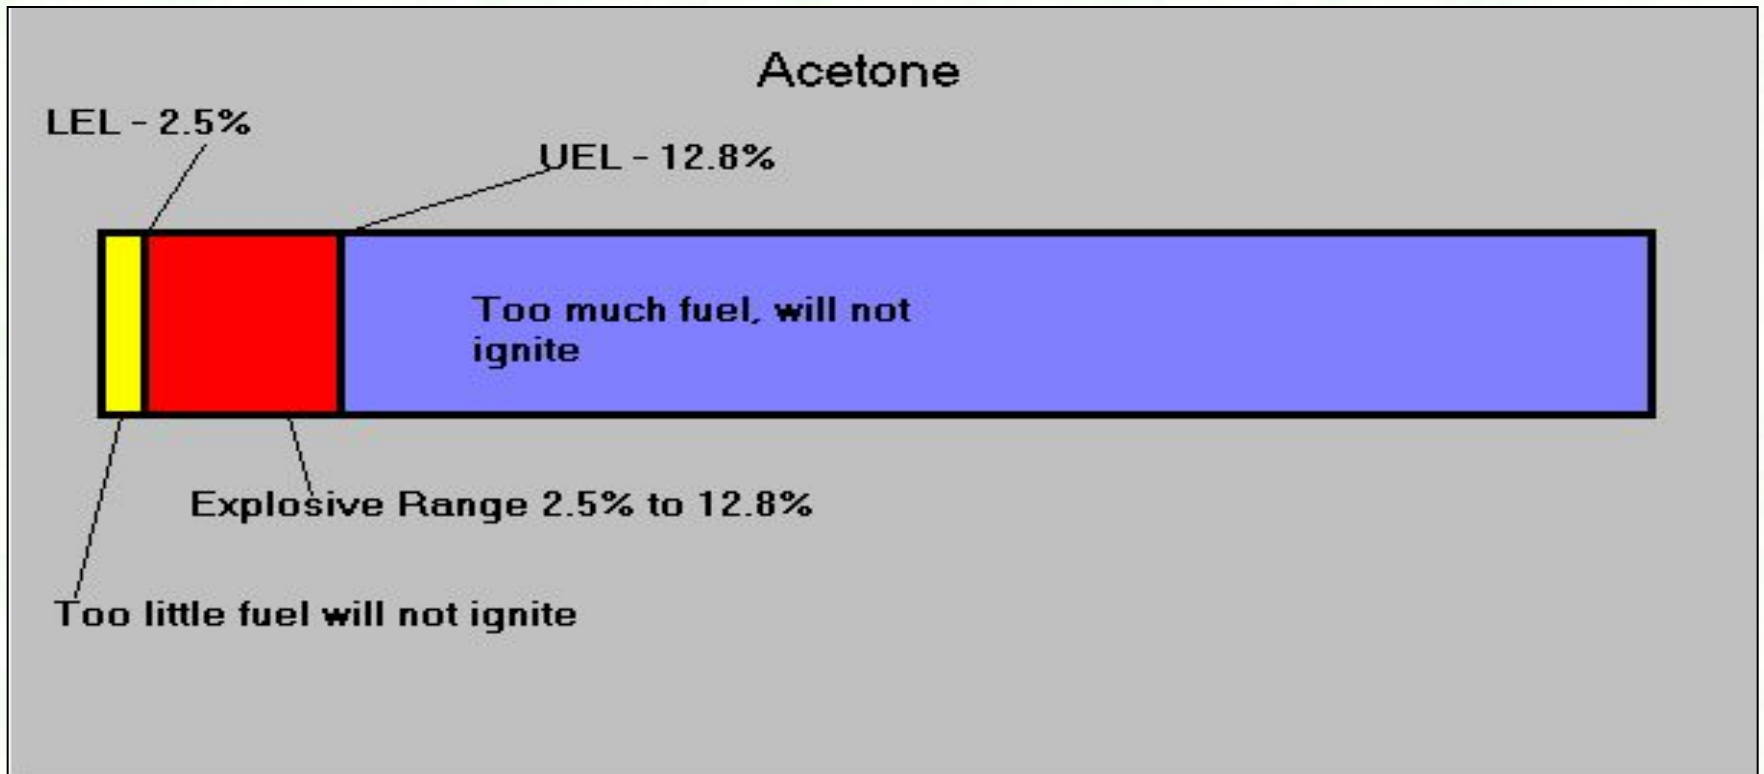 Acetone
LEL - 2.5%
UEL - 12.8%
Too much fuel, will not
ignite
Explosive Range 2.5% to 12.8%
Too little fuel will not ignite